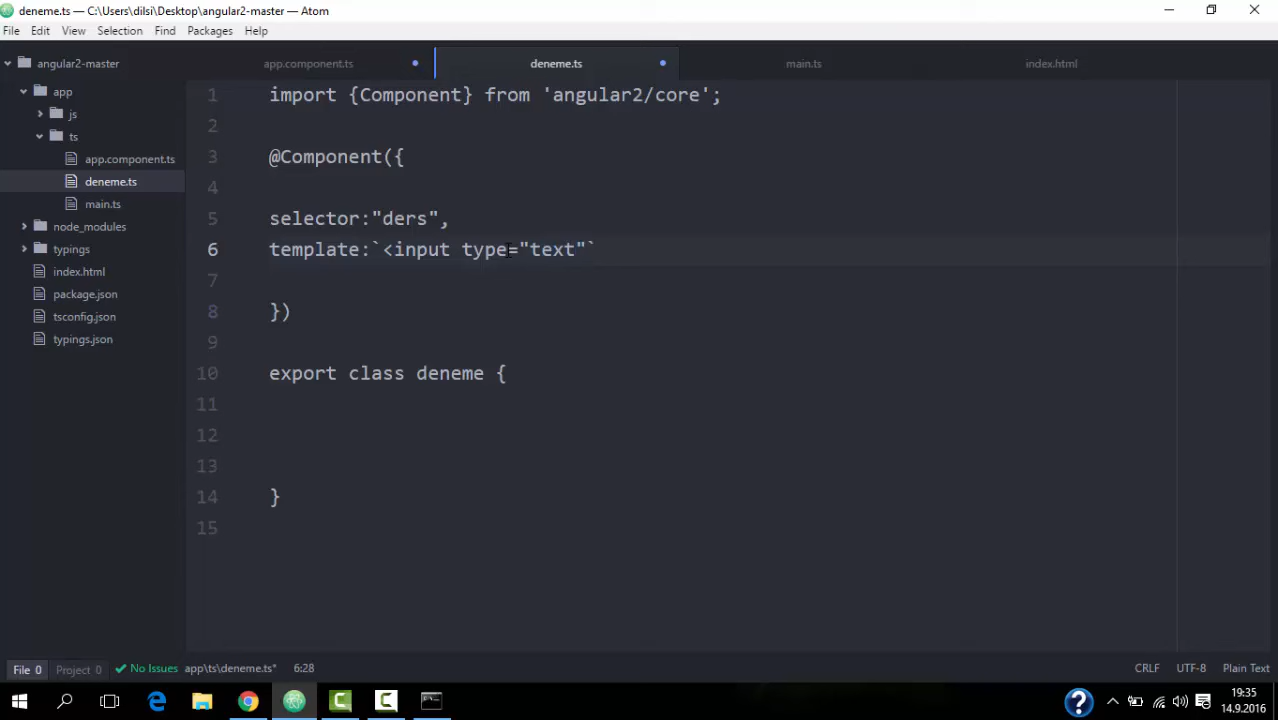 deneme.ts — C:\Users\dilsi\Desktop\angular2-master — Atom
File Edit View Selection Find Packages Help
angular2-master
app
js
ts
app.component.ts
deneme.ts
main.ts
node_modules
typings
index.html
package.json
tsconfig.json
typings.json
app.component.ts deneme.ts main.ts index.html
1 import {Component} from 'angular2/core';
2
3 @Component({
4
5 selector:"ders",
6 template:`<input type="text"`
7
8 })
9
10 export class deneme {
11
12
13
14 }
15
File 0 Project 0 No Issues app\ts\deneme.ts* 6:28 CRLF UTF-8 Plain Text
19:35
14.9.2016